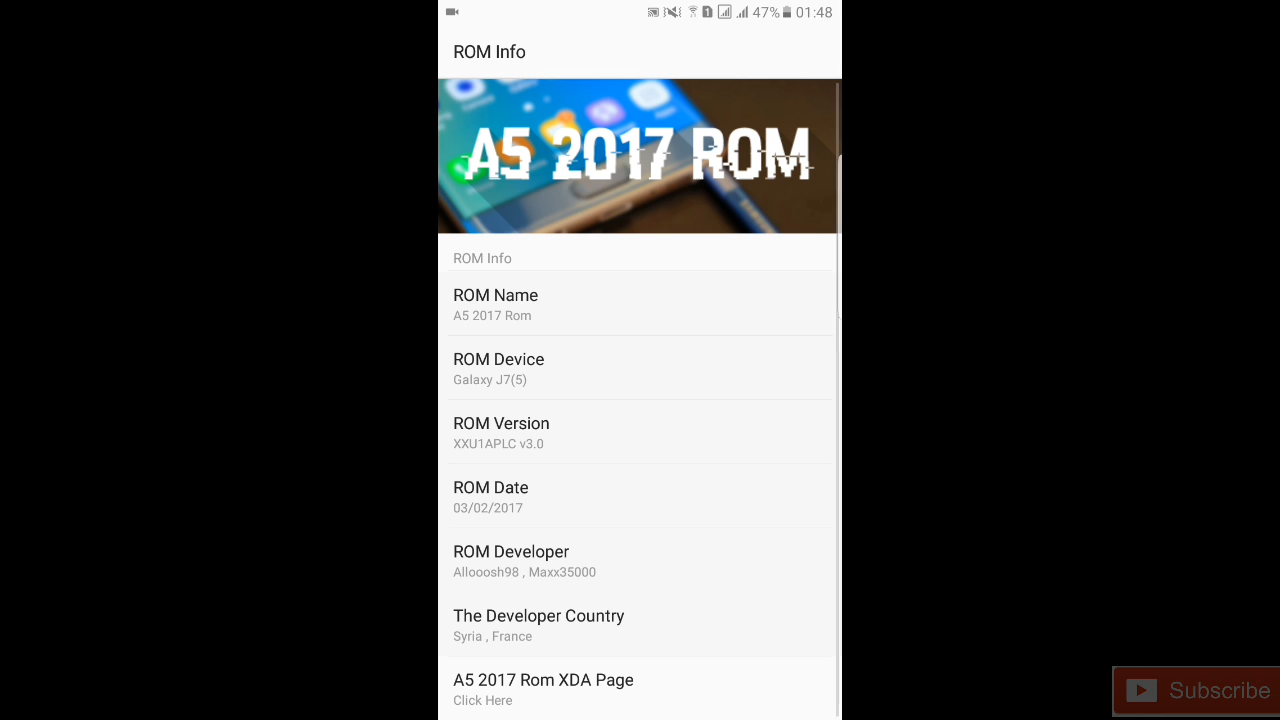 47% 01:48
ROM Info
A5 2017 ROM
ROM Info
ROM Name
A5 2017 Rom
ROM Device
Galaxy J7(5)
ROM Version
XXU1APLC v3.0
ROM Date
03/02/2017
ROM Developer
Allooosh98 , Maxx35000
The Developer Country
Syria , France
A5 2017 Rom XDA Page
Click Here
Subscribe